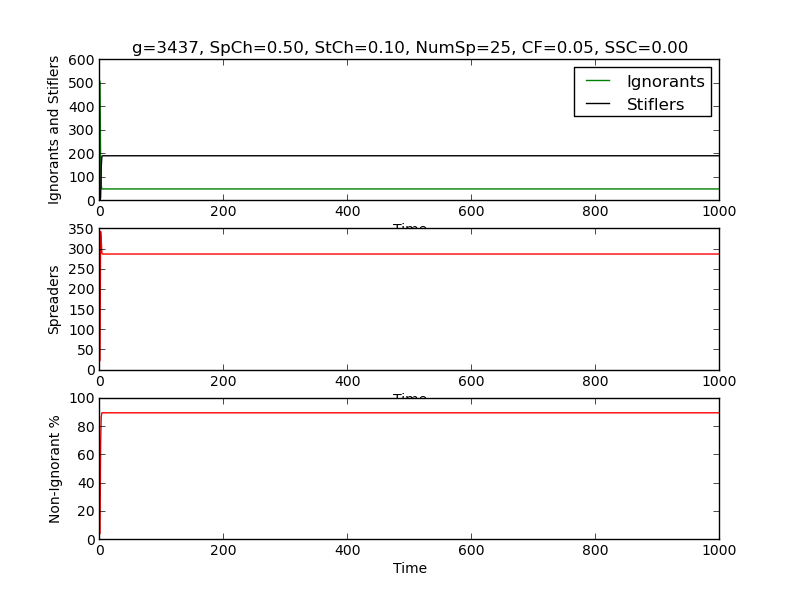 g=3437, SpCh=0.50, StCh=0.10, NumSp=25, CF=0.05, SSC=0.00
Ignorants and Stiflers
600
500
400
300
200
100
0
Ignorants
Stiflers
0 200 400 600 800 1000
Time
Spreaders
350
300
250
200
150
100
50
0
0 200 400 600 800 1000
Time
Non-Ignorant %
100
80
60
40
20
0
0 200 400 600 800 1000
Time